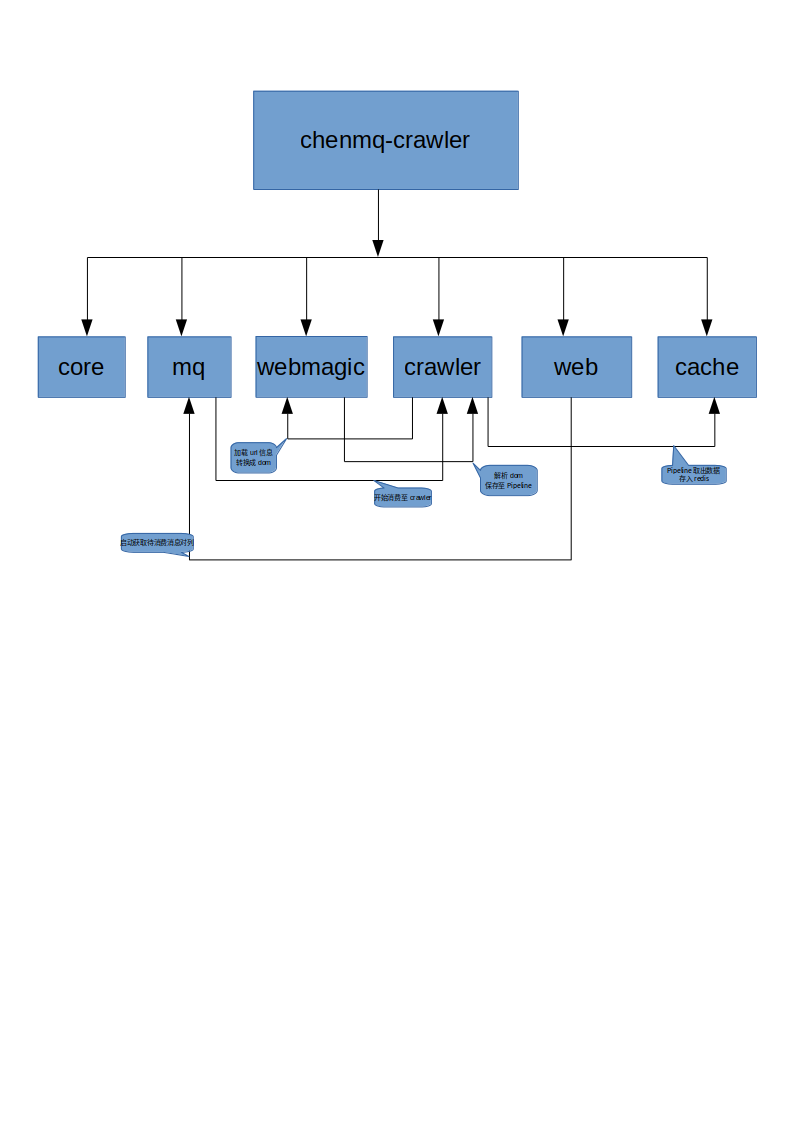 chenmq-crawler
core
mq
webmagic
crawler
web
cache
加载 url 信息
转换成 dom
解析 dom
保存至 Pipeline
Pipeline 取出数据
存入 redis
开始消费至 crawler
启动获取待消费消息对列